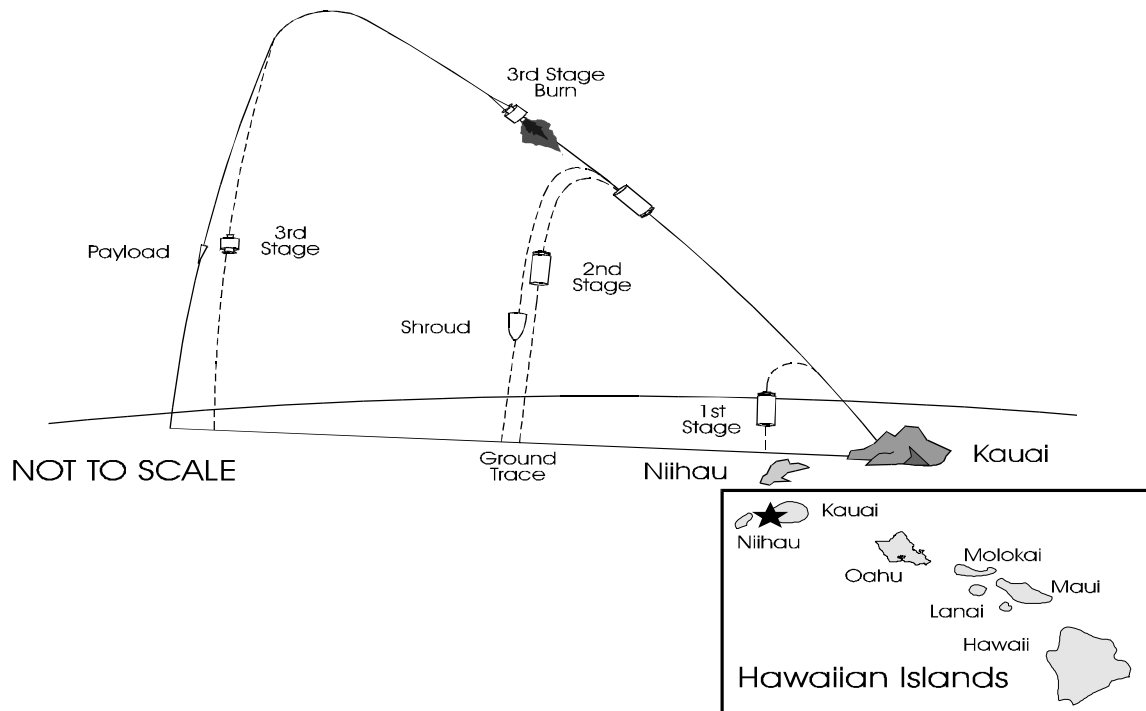 3rd Stage
Burn
Payload
3rd
Stage
2nd
Stage
Shroud
1st
Stage
Kauai
NOT TO SCALE
Ground
Trace
Niihau
Kauai
Niihau
Oahu
Molokai
Maui
Lanai
Hawaii
Hawaiian Islands